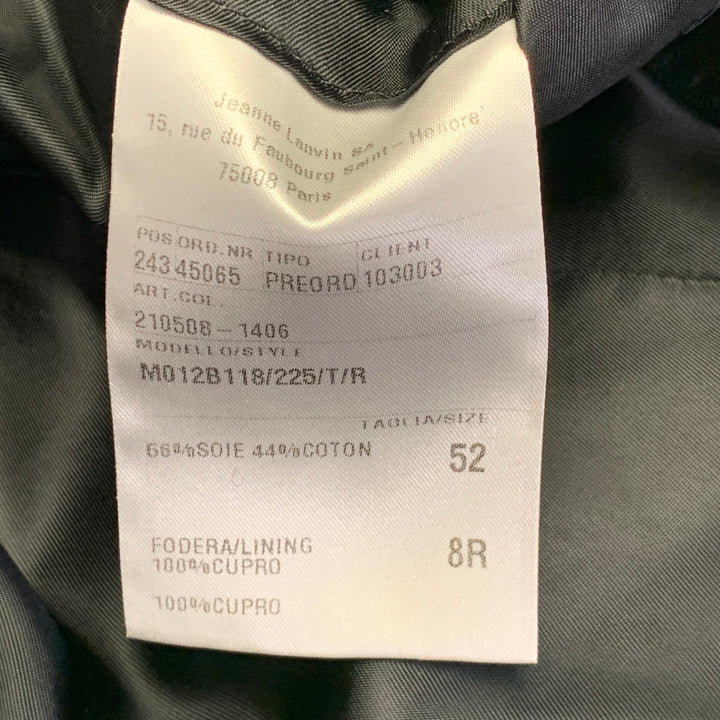 Jeanne Lanvin SA
15, rue du Faubourg Saint-Honore'
75008 Paris
POS ORD.NR TIPO CLIENT
243 45065 PREORD 103003
ART.COL.
210508-1406
MODELLO/STYLE
M012B118/225/T/R
TAGLIA/SIZE
56%SOIE 44%COTON 52
FODERA/LINING
100%CUPRO 8R
100%CUPRO